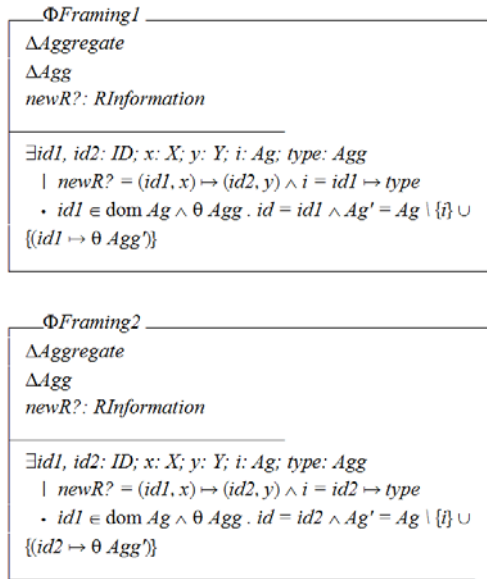 ΦFraming1
ΔAggregate
ΔAgg
newR?: RInformation
∃id1, id2: ID; x: X; y: Y; i: Ag; type: Agg
| newR? = (id1, x) ↦ (id2, y) ∧ i = id1 ↦ type
• id1 ∈ dom Ag ∧ θ Agg . id = id1 ∧ Ag' = Ag \ {i} ∪
{(id1 ↦ θ Agg')}
ΦFraming2
ΔAggregate
ΔAgg
newR?: RInformation
∃id1, id2: ID; x: X; y: Y; i: Ag; type: Agg
| newR? = (id1, x) ↦ (id2, y) ∧ i = id2 ↦ type
• id1 ∈ dom Ag ∧ θ Agg . id = id2 ∧ Ag' = Ag \ {i} ∪
{(id2 ↦ θ Agg')}